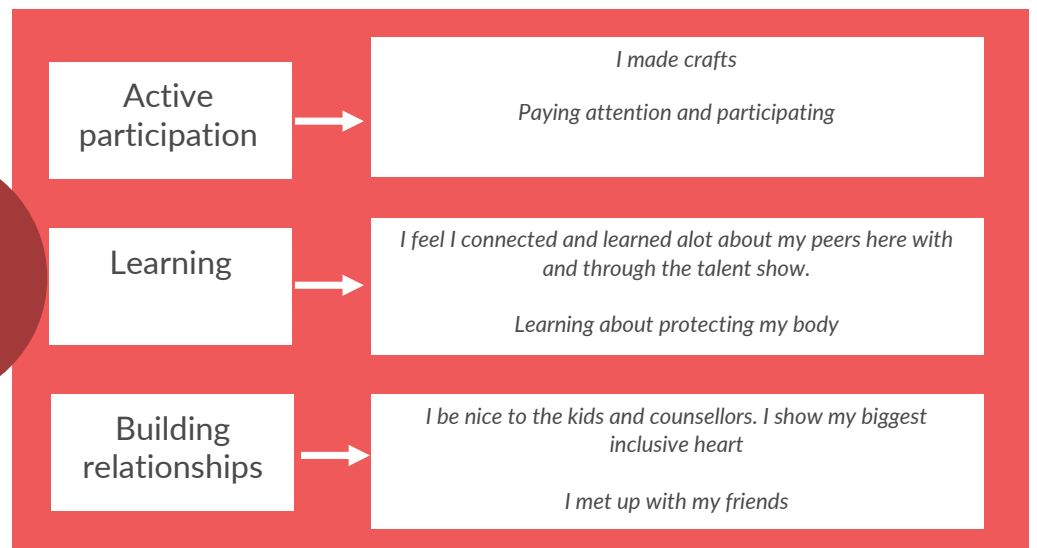 Active
participation
I made crafts
Paying attention and participating
Learning
I feel I connected and learned alot about my peers here with
and through the talent show.
Learning about protecting my body
Building
relationships
I be nice to the kids and counsellors. I show my biggest
inclusive heart
I met up with my friends